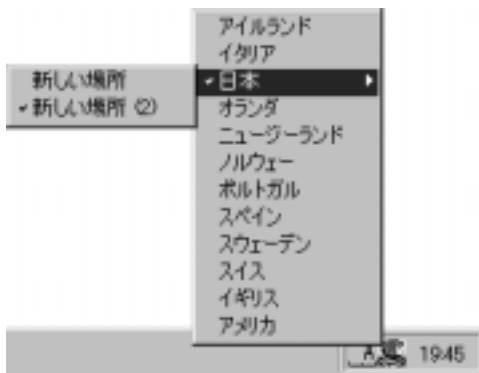 アイルランド
イタリア
日本
新しい場所
新しい場所 (2)
オランダ
ニュージーランド
ノルウェー
ポルトガル
スペイン
スウェーデン
スイス
イギリス
アメリカ
19:45